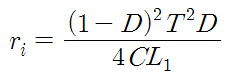 r_i = \frac{(1 - D)^2 T^2 D}{4 C L_1}